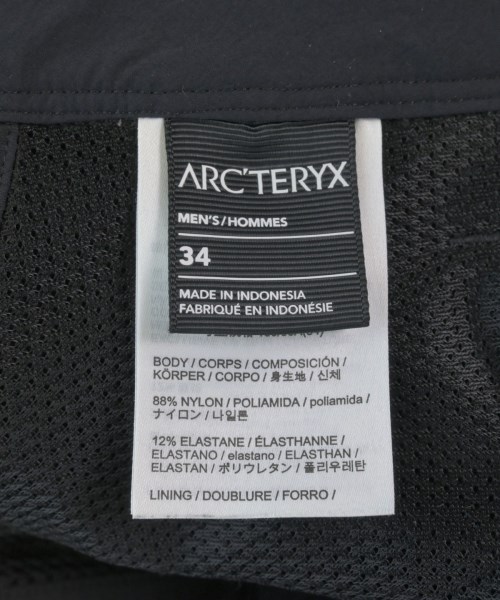 ARC'TERYX
MEN'S/HOMMES
34
MADE IN INDONESIA
FABRIQUÉ EN INDONÉSIE
BODY / CORPS / COMPOSICIÓN /
KÖRPER / CORPO / 身生地 / 신체
88% NYLON / POLIAMIDA / poliamida /
ナイロン / 나일론
12% ELASTANE / ÉLASTHANNE /
ELASTANO / elastano / ELASTHAN /
ELASTAN / ポリウレタン / 폴리우레탄
LINING / DOUBLURE / FORRO /